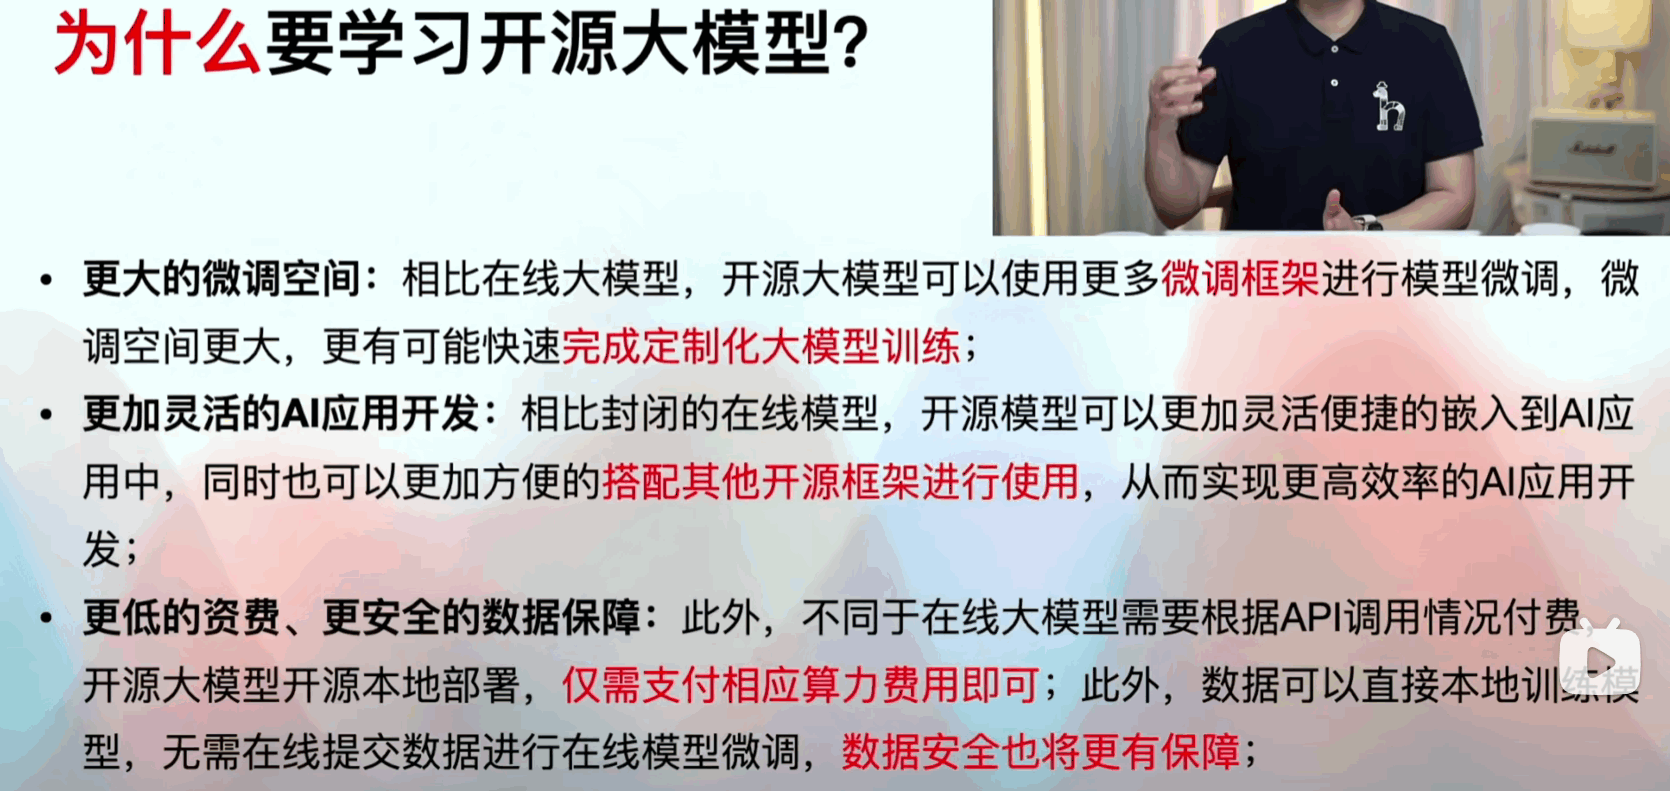 为什么要学习开源大模型？
Marshall
h
• 更大的微调空间：相比在线大模型，开源大模型可以使用更多微调框架进行模型微调，微
调空间更大，更有可能快速完成定制化大模型训练；
• 更加灵活的AI应用开发：相比封闭的在线模型，开源模型可以更加灵活便捷的嵌入到AI应
用中，同时也可以更加方便的搭配其他开源框架进行使用，从而实现更高效率的AI应用开
发；
• 更低的资费、更安全的数据保障：此外，不同于在线大模型需要根据API调用情况付费，
开源大模型开源本地部署，仅需支付相应算力费用即可；此外，数据可以直接本地训练模
型，无需在线提交数据进行在线模型微调，数据安全也将更有保障；